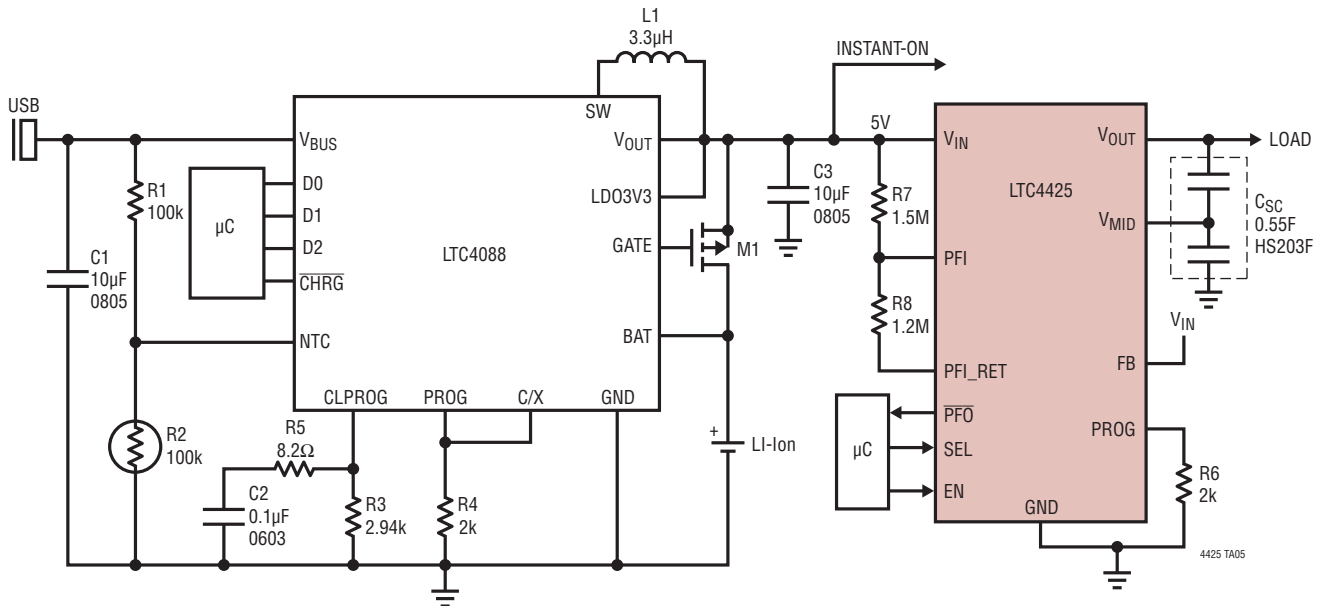 L1
3.3µH
INSTANT-ON
USB
SW
VBUS
VOUT
5V
VIN
VOUT
LOAD
R1
100k
D0
D1
D2
CHRG
µC
LTC4088
LDO3V3
GATE
M1
C3
10µF
0805
R7
1.5M
LTC4425
VMID
CSC
0.55F
HS203F
C1
10µF
0805
PFI
R8
1.2M
NTC
BAT
PFI_RET
VIN
FB
CLPROG
PROG
C/X
GND
R2
100k
R5
8.2Ω
+
LI-Ion
µC
PFO
SEL
EN
PROG
R6
2k
C2
0.1µF
0603
R3
2.94k
R4
2k
GND
4425 TA05